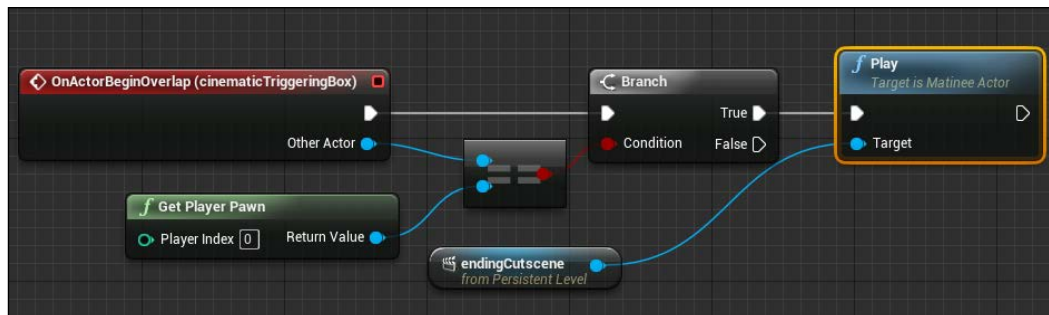 OnActorBeginOverlap (cinematicTriggeringBox)
Other Actor
Get Player Pawn
Player Index 0
Return Value
Branch
True
Condition
False
endingCutscene
from Persistent Level
f Play
Target is Matinee Actor
Target